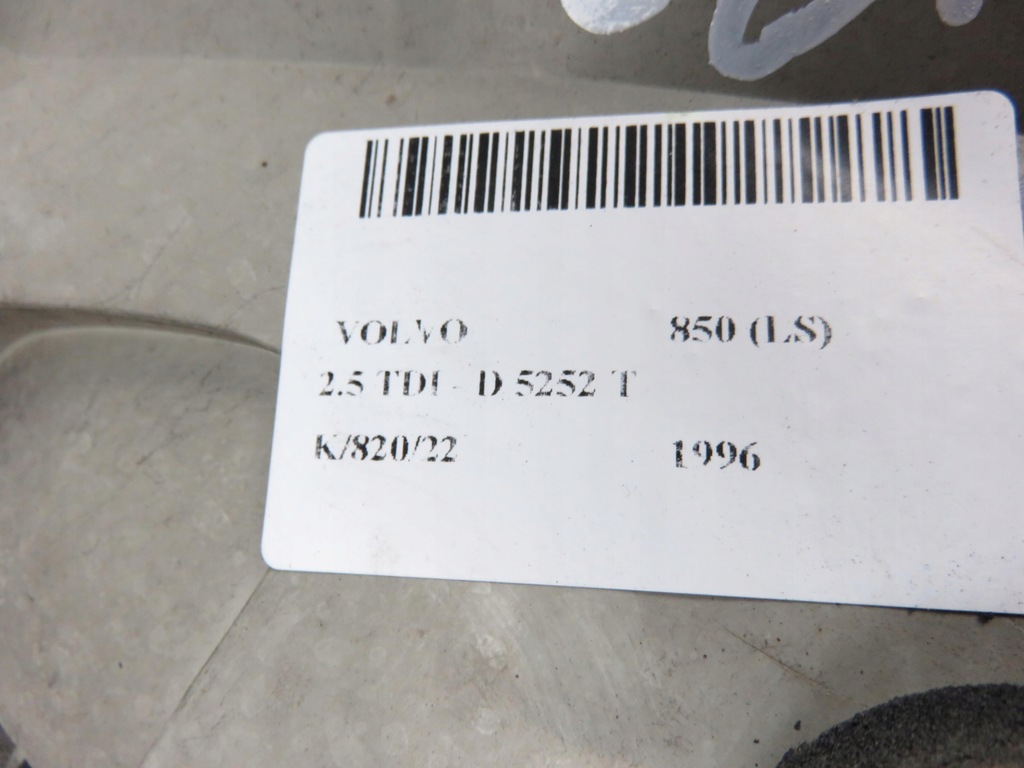 VOLVO 850 (LS)
2.5 TDI - D 5252 T
K/820/22 1996